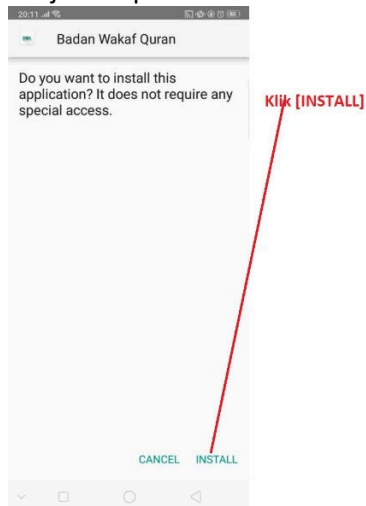 20:11
Badan Wakaf Quran
Do you want to install this
application? It does not require any
special access.
Klik [INSTALL]
CANCEL INSTALL